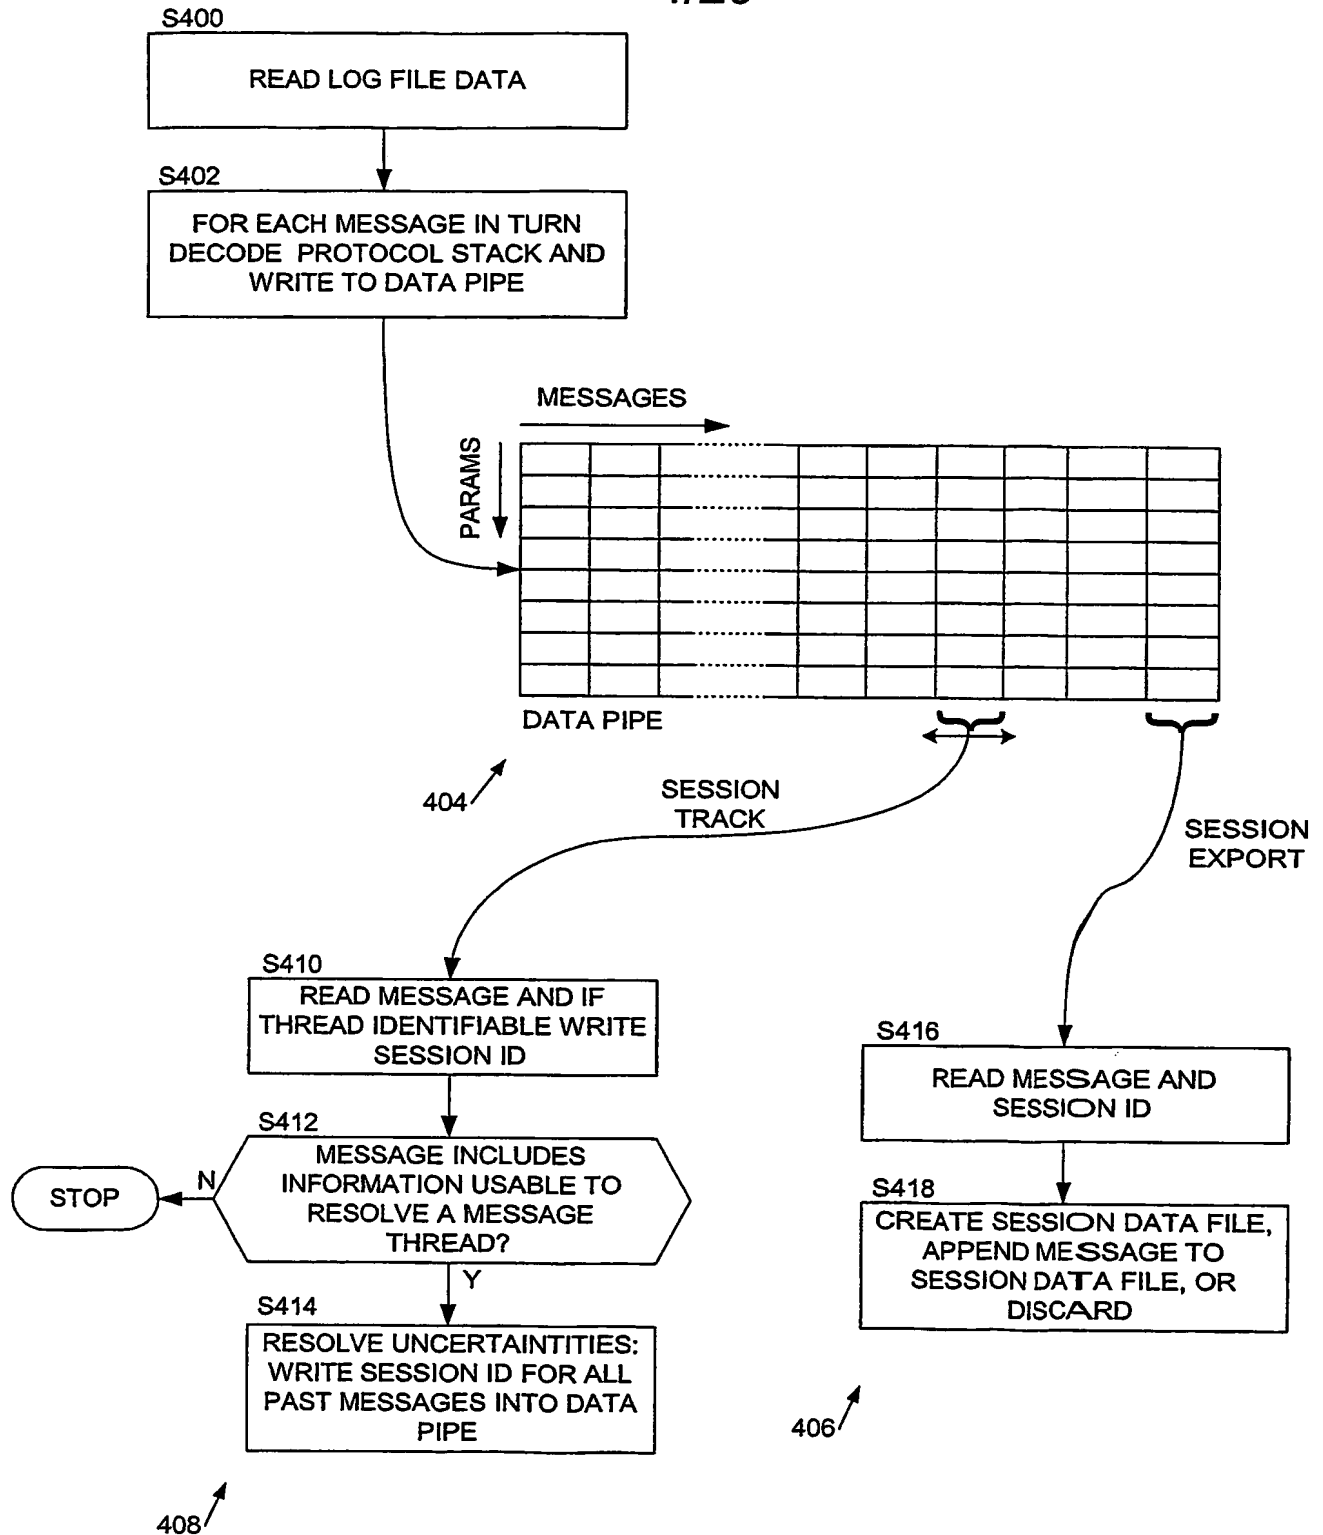 S400
READ LOG FILE DATA
S402
FOR EACH MESSAGE IN TURN
DECODE PROTOCOL STACK AND
WRITE TO DATA PIPE
MESSAGES
PARAMS
DATA PIPE
404
SESSION
TRACK
SESSION
EXPORT
S410
READ MESSAGE AND IF
THREAD IDENTIFIABLE WRITE
SESSION ID
S412
MESSAGE INCLUDES
INFORMATION USABLE TO
RESOLVE A MESSAGE
THREAD?
N
STOP
Y
S414
RESOLVE UNCERTAINTITIES:
WRITE SESSION ID FOR ALL
PAST MESSAGES INTO DATA
PIPE
408
S416
READ MESSAGE AND
SESSION ID
S418
CREATE SESSION DATA FILE,
APPEND MESSAGE TO
SESSION DATA FILE, OR
DISCARD
406